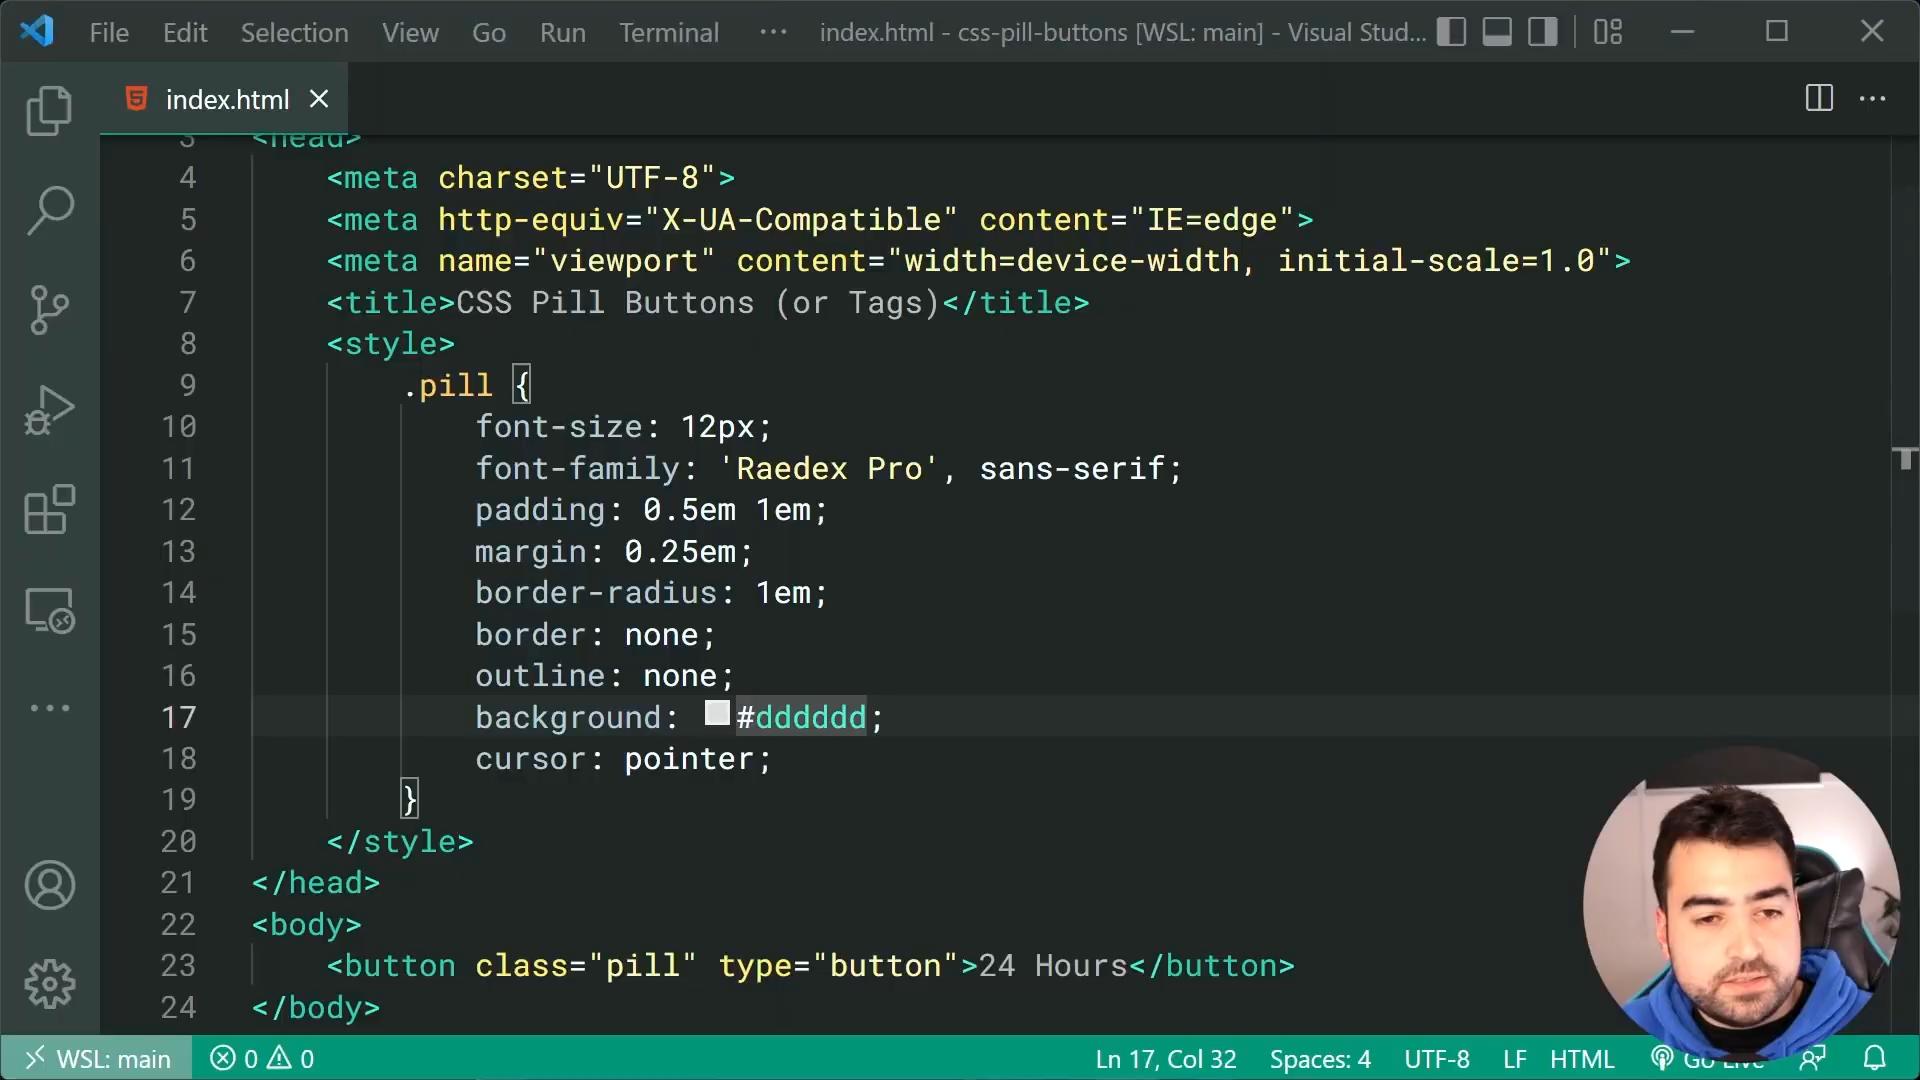 File Edit Selection View Go Run Terminal ··· index.html - css-pill-buttons [WSL: main] - Visual Stud...
index.html
3 <head>
4 <meta charset="UTF-8">
5 <meta http-equiv="X-UA-Compatible" content="IE=edge">
6 <meta name="viewport" content="width=device-width, initial-scale=1.0">
7 <title>CSS Pill Buttons (or Tags)</title>
8 <style>
9 .pill {
10 font-size: 12px;
11 font-family: 'Raedex Pro', sans-serif;
12 padding: 0.5em 1em;
13 margin: 0.25em;
14 border-radius: 1em;
15 border: none;
16 outline: none;
17 background: #dddddd;
18 cursor: pointer;
19 }
20 </style>
21 </head>
22 <body>
23 <button class="pill" type="button">24 Hours</button>
24 </body>
WSL: main 0 0 Ln 17, Col 32 Spaces: 4 UTF-8 LF HTML Go Live